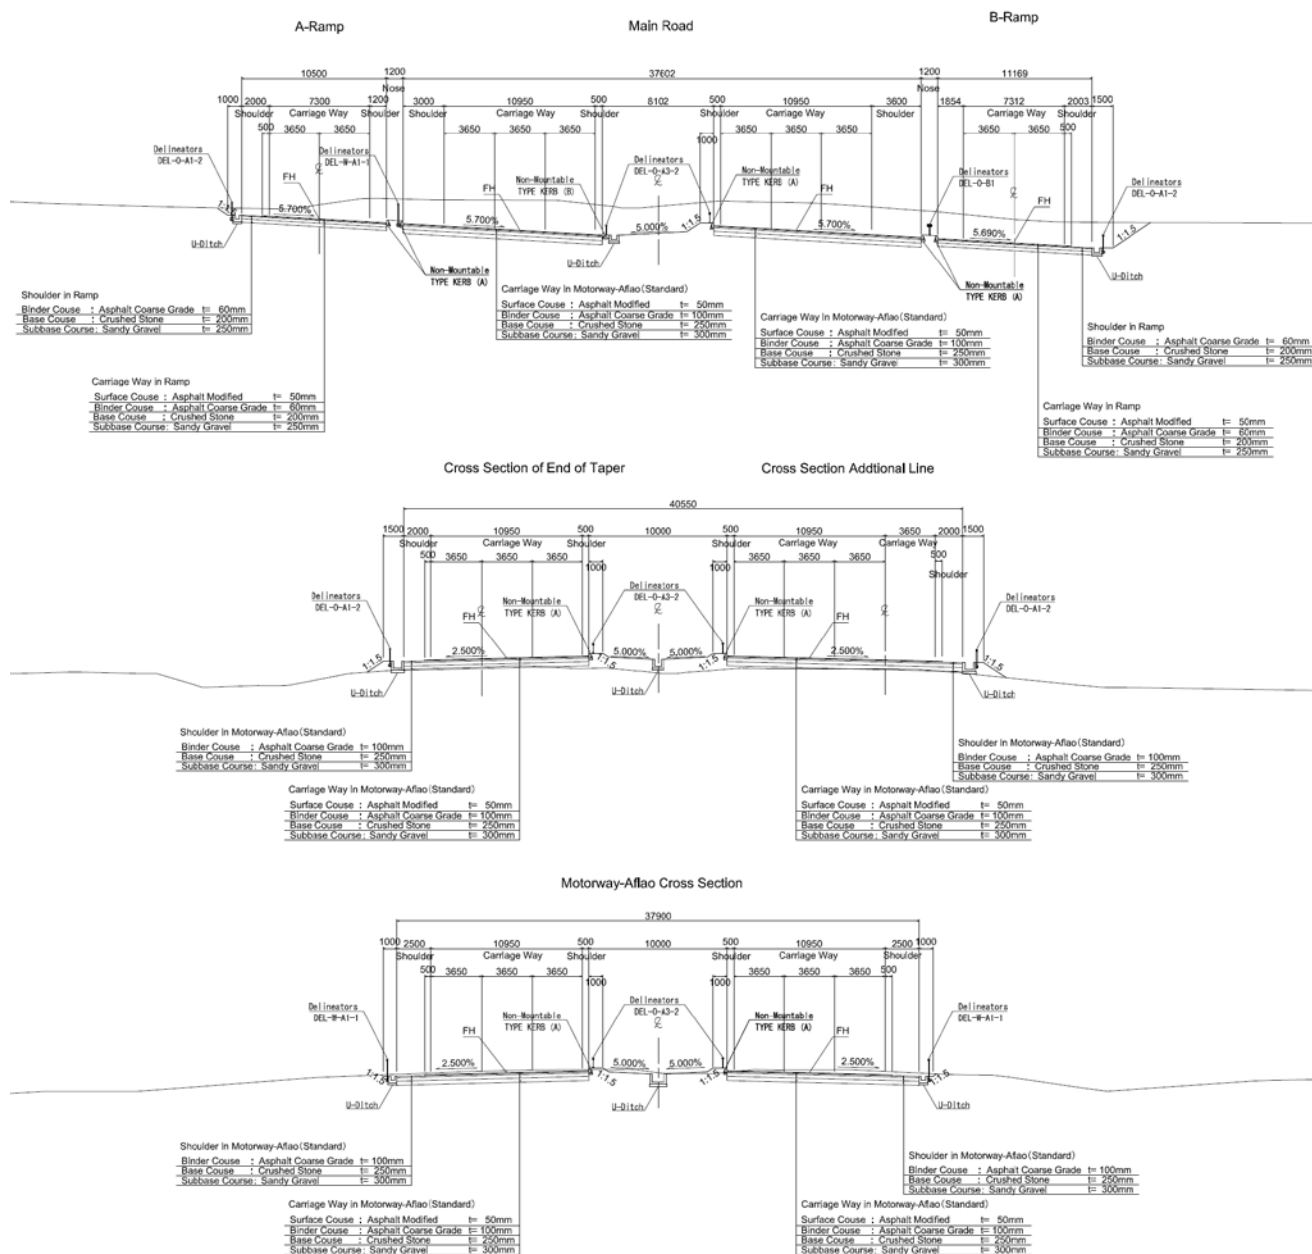 A-Ramp Main Road B-Ramp
10500 1200 37602 1200 11169
Nose Nose
1000 2000 7300 1200 3000 10950 500 8102 500 10950 3600 1854 7312 2003 1500
Shoulder Carriage Way Shoulder Shoulder Carriage Way Shoulder Shoulder Carriage Way Shoulder Carriage Way Shoulder
500 3650 3650 3650 3650 3650 1000 3650 3650 3650 3650 3650 500
Delineators
DEL-O-A1-2
Delineators
DEL-W-A1-1
FH
Non-Mountable
TYPE KERB (B)
FH
Delineators
DEL-O-A3-2
Non-Mountable
TYPE KERB (A)
FH
Delineators
DEL-O-B1
FH
Delineators
DEL-O-A1-2
5.700% 5.700% 5.000% 1:1.5 5.700% 5.690% 1:1.5
U-Ditch U-Ditch U-Ditch
Non-Mountable
TYPE KERB (A)
Non-Mountable
TYPE KERB (A)
Shoulder in Ramp
Binder Couse : Asphalt Coarse Grade t= 60mm
Base Couse : Crushed Stone t= 200mm
Subbase Course: Sandy Gravel t= 250mm
Carriage Way in Motorway-Aflao(Standard)
Surface Couse : Asphalt Modified t= 50mm
Binder Couse : Asphalt Coarse Grade t= 100mm
Base Couse : Crushed Stone t= 250mm
Subbase Course: Sandy Gravel t= 300mm
Carriage Way in Motorway-Aflao(Standard)
Surface Couse : Asphalt Modified t= 50mm
Binder Couse : Asphalt Coarse Grade t= 100mm
Base Couse : Crushed Stone t= 250mm
Subbase Course: Sandy Gravel t= 300mm
Shoulder in Ramp
Binder Couse : Asphalt Coarse Grade t= 60mm
Base Couse : Crushed Stone t= 200mm
Subbase Course: Sandy Gravel t= 250mm
Carriage Way in Ramp
Surface Couse : Asphalt Modified t= 50mm
Binder Couse : Asphalt Coarse Grade t= 60mm
Base Couse : Crushed Stone t= 200mm
Subbase Course: Sandy Gravel t= 250mm
Carriage Way in Ramp
Surface Couse : Asphalt Modified t= 50mm
Binder Couse : Asphalt Coarse Grade t= 60mm
Base Couse : Crushed Stone t= 200mm
Subbase Course: Sandy Gravel t= 250mm
Cross Section of End of Taper Cross Section Addtional Line
40550
1500 2000 10950 500 10000 500 10950 3650 2000 1500
Shoulder Carriage Way Shoulder Shoulder Carriage Way Carriage Way
500 3650 3650 3650 1000 1000 3650 3650 3650 500
Shoulder
Delineators
DEL-O-A1-2
FH
Non-Mountable
TYPE KERB (A)
Delineators
DEL-O-A3-2
Non-Mountable
TYPE KERB (A)
FH
Delineators
DEL-O-A1-2
1:1.5 2.500% 1:1.5 5.000% 5.000% 1:1.5 2.500% 1:1.5
U-Ditch U-Ditch U-Ditch
Shoulder in Motorway-Aflao(Standard)
Binder Couse : Asphalt Coarse Grade t= 100mm
Base Couse : Crushed Stone t= 250mm
Subbase Course: Sandy Gravel t= 300mm
Shoulder in Motorway-Aflao(Standard)
Binder Couse : Asphalt Coarse Grade t= 100mm
Base Couse : Crushed Stone t= 250mm
Subbase Course: Sandy Gravel t= 300mm
Carriage Way in Motorway-Aflao(Standard)
Surface Couse : Asphalt Modified t= 50mm
Binder Couse : Asphalt Coarse Grade t= 100mm
Base Couse : Crushed Stone t= 250mm
Subbase Course: Sandy Gravel t= 300mm
Carriage Way in Motorway-Aflao(Standard)
Surface Couse : Asphalt Modified t= 50mm
Binder Couse : Asphalt Coarse Grade t= 100mm
Base Couse : Crushed Stone t= 250mm
Subbase Course: Sandy Gravel t= 300mm
Motorway-Aflao Cross Section
37900
1000 2500 10950 500 10000 500 10950 2500 1000
Shoulder Carriage Way Shoulder Shoulder Carriage Way Shoulder
500 3650 3650 3650 1000 1000 3650 3650 3650 500
Delineators
DEL-W-A1-1
FH
Non-Mountable
TYPE KERB (A)
Delineators
DEL-O-A3-2
Non-Mountable
TYPE KERB (A)
FH
Delineators
DEL-W-A1-1
1:1.5 2.500% 1:1.5 5.000% 5.000% 1:1.5 2.500% 1:1.5
U-Ditch U-Ditch
Shoulder in Motorway-Aflao(Standard)
Binder Couse : Asphalt Coarse Grade t= 100mm
Base Couse : Crushed Stone t= 250mm
Subbase Course: Sandy Gravel t= 300mm
Shoulder in Motorway-Aflao(Standard)
Binder Couse : Asphalt Coarse Grade t= 100mm
Base Couse : Crushed Stone t= 250mm
Subbase Course: Sandy Gravel t= 300mm
Carriage Way in Motorway-Aflao(Standard)
Surface Couse : Asphalt Modified t= 50mm
Binder Couse : Asphalt Coarse Grade t= 100mm
Base Couse : Crushed Stone t= 250mm
Subbase Course: Sandy Gravel t= 300mm
Carriage Way in Motorway-Aflao(Standard)
Surface Couse : Asphalt Modified t= 50mm
Binder Couse : Asphalt Coarse Grade t= 100mm
Base Couse : Crushed Stone t= 250mm
Subbase Course: Sandy Gravel t= 300mm